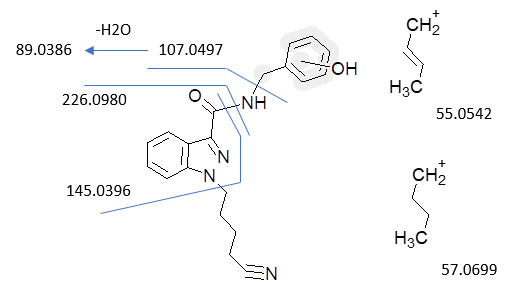 -H2O
89.0386
107.0497
226.0980
145.0396
OH
O
NH
N
N
N
CH2+
H3C
55.0542
CH2+
H3C
57.0699